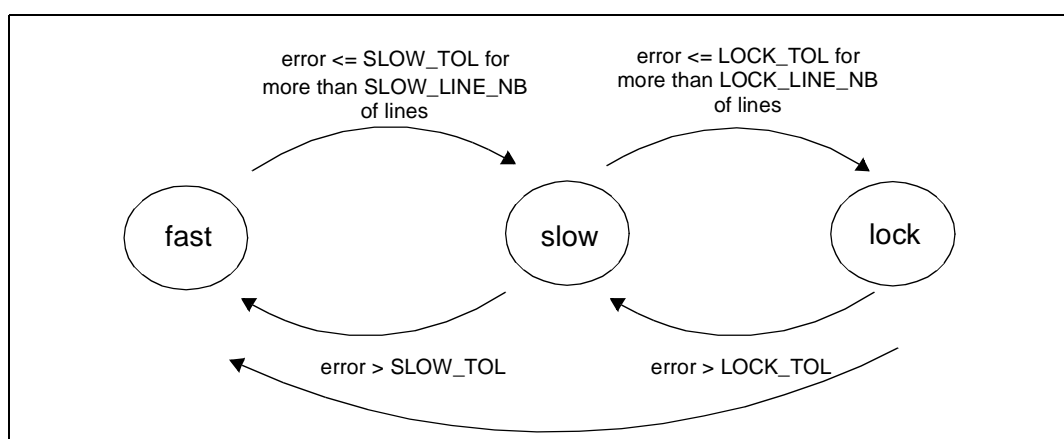 error <= SLOW_TOL for
more than SLOW_LINE_NB
of lines
error <= LOCK_TOL for
more than LOCK_LINE_NB
of lines
fast
slow
lock
error > SLOW_TOL
error > LOCK_TOL